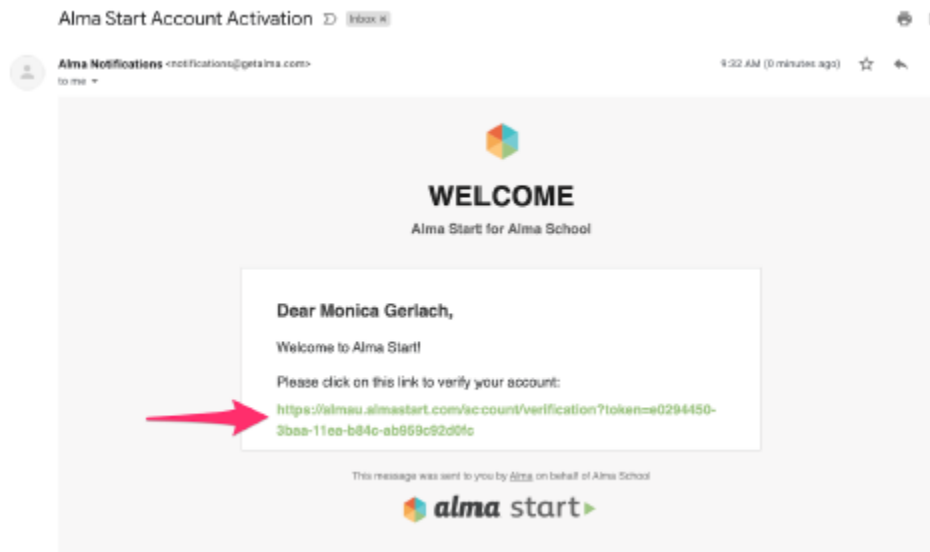 Alma Start Account Activation Inbox x
Alma Notifications <notifications@getalma.com> 9:32 AM (0 minutes ago)
to me
WELCOME
Alma Start for Alma School
Dear Monica Gerlach,
Welcome to Alma Start!
Please click on this link to verify your account:
https://almau.almastart.com/account/verification?token=e0294450-
3baa-11ea-b84c-ab959c92d0fc
This message was sent to you by Alma on behalf of Alma School
alma start